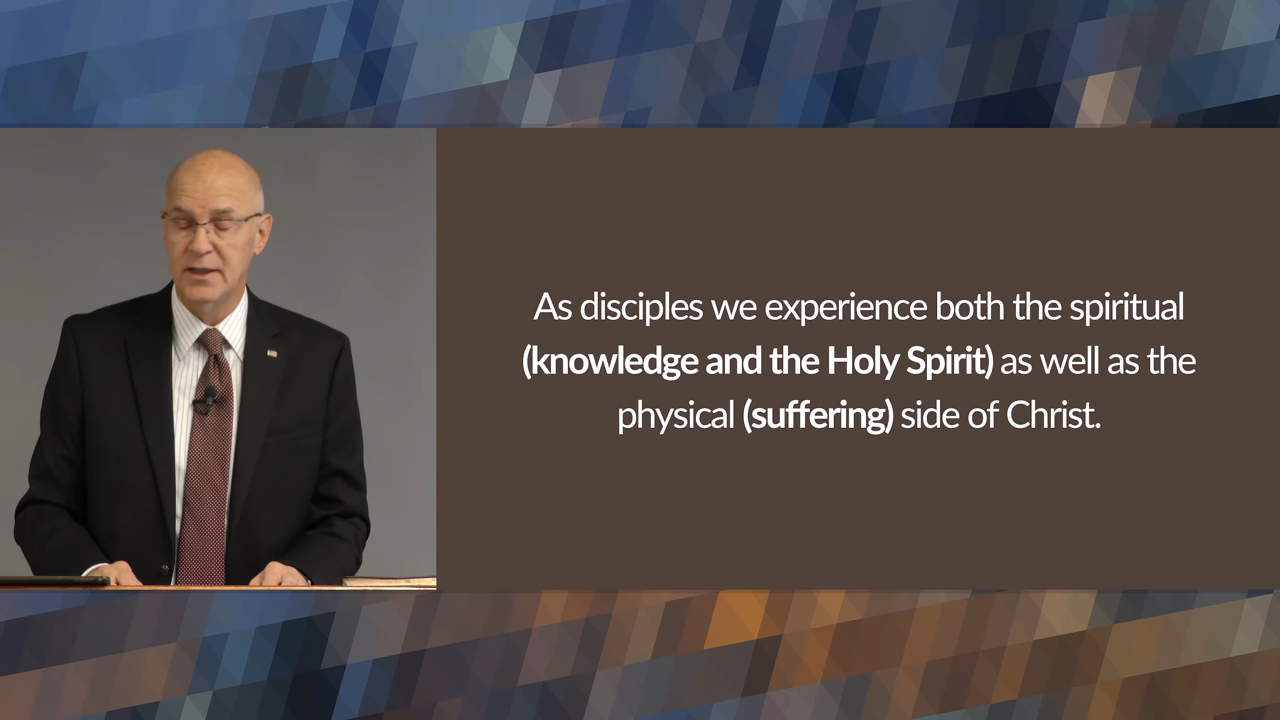 As disciples we experience both the spiritual
(knowledge and the Holy Spirit) as well as the
physical (suffering) side of Christ.